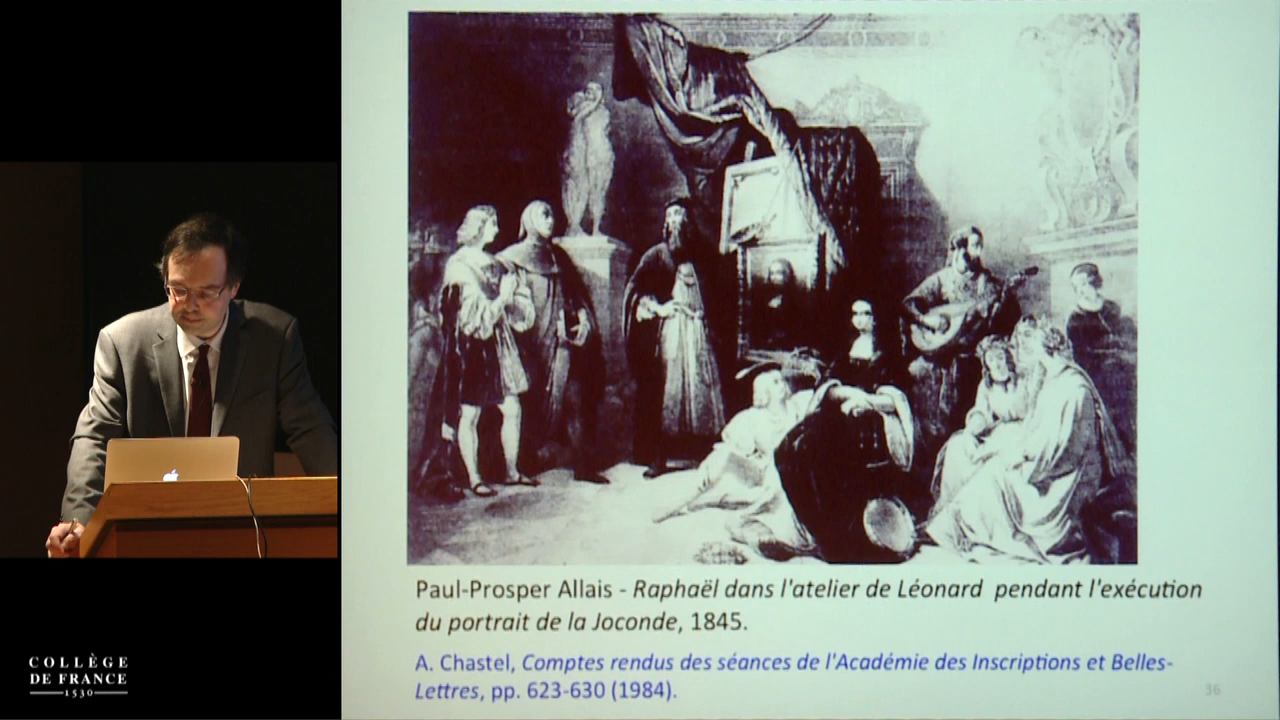 Paul-Prosper Allais - Raphaël dans l'atelier de Léonard pendant l'exécution
du portrait de la Joconde, 1845.
A. Chastel, Comptes rendus des séances de l'Académie des Inscriptions et Belles-
Lettres, pp. 623-630 (1984).
36
COLLÈGE
DE FRANCE
1530